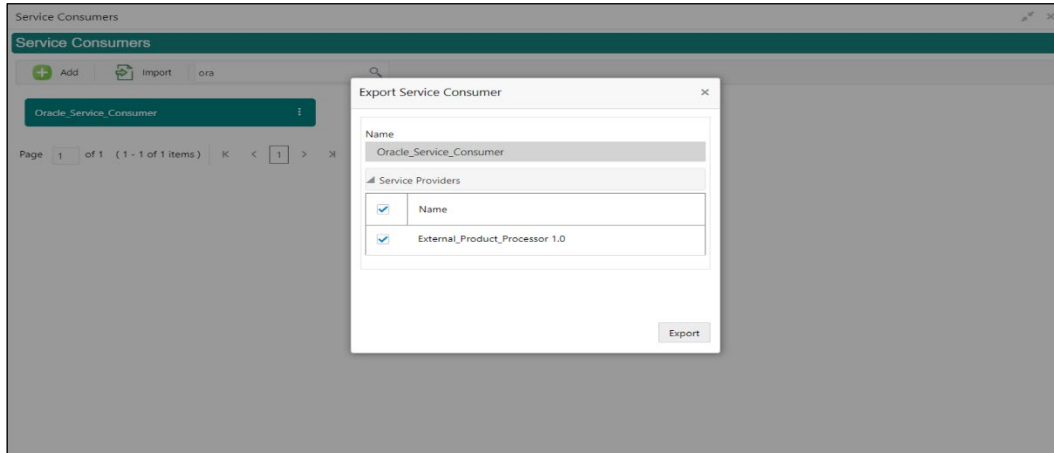 Service Consumers
Service Consumers
Add Import ora
Oracle_Service_Consumer
Page 1 of 1 (1 - 1 of 1 items) K < 1 > X
Export Service Consumer ×
Name
Oracle_Service_Consumer
Service Providers
Name
External_Product_Processor 1.0
Export